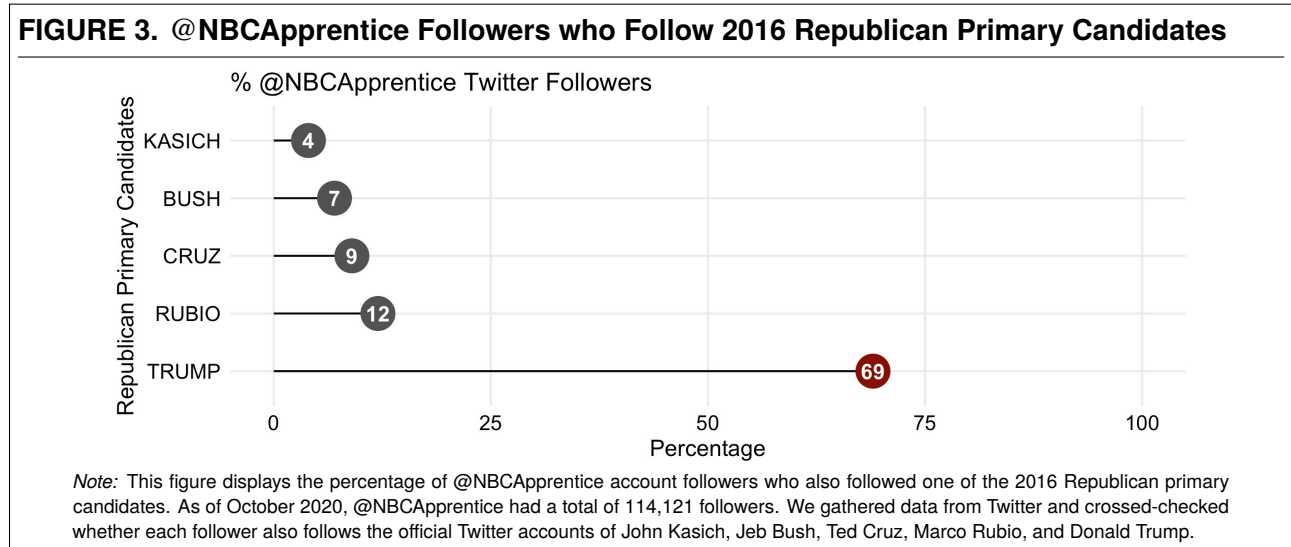 FIGURE 3. @NBCApprentice Followers who Follow 2016 Republican Primary Candidates
% @NBCApprentice Twitter Followers
Republican Primary Candidates
KASICH 4
BUSH 7
CRUZ 9
RUBIO 12
TRUMP 69
0 25 50 75 100
Percentage
Note: This figure displays the percentage of @NBCApprentice account followers who also followed one of the 2016 Republican primary
candidates. As of October 2020, @NBCApprentice had a total of 114,121 followers. We gathered data from Twitter and crossed-checked
whether each follower also follows the official Twitter accounts of John Kasich, Jeb Bush, Ted Cruz, Marco Rubio, and Donald Trump.